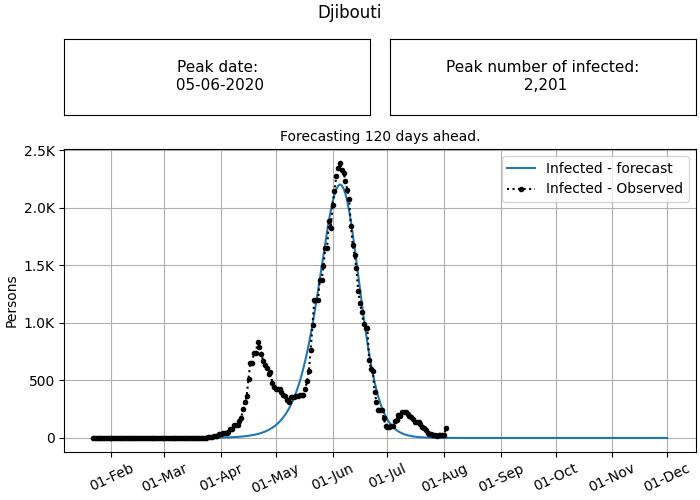 Djibouti
Peak date:
05-06-2020
Peak number of infected:
2,201
Forecasting 120 days ahead.
2.5K
2.0K
1.5K
1.0K
500
0
Persons
Infected - forecast
Infected - Observed
01-Feb
01-Mar
01-Apr
01-May
01-Jun
01-Jul
01-Aug
01-Sep
01-Oct
01-Nov
01-Dec